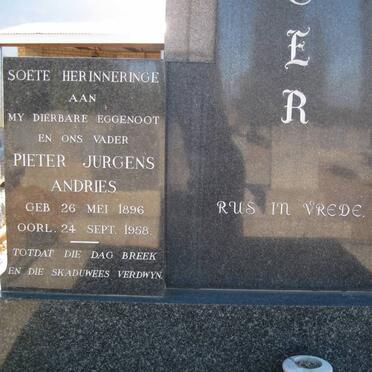 SOETE HERINNERINGE
AAN
MY DIERBARE EGGENOOT
EN ONS VADER
PIETER JURGENS
ANDRIES
GEB 26 MEI 1896
OORL. 24 SEPT. 1958.
TOTDAT DIE DAG BREEK
EN DIE SKADUWEES VERDWYN.
E
R
RUS IN VREDE.